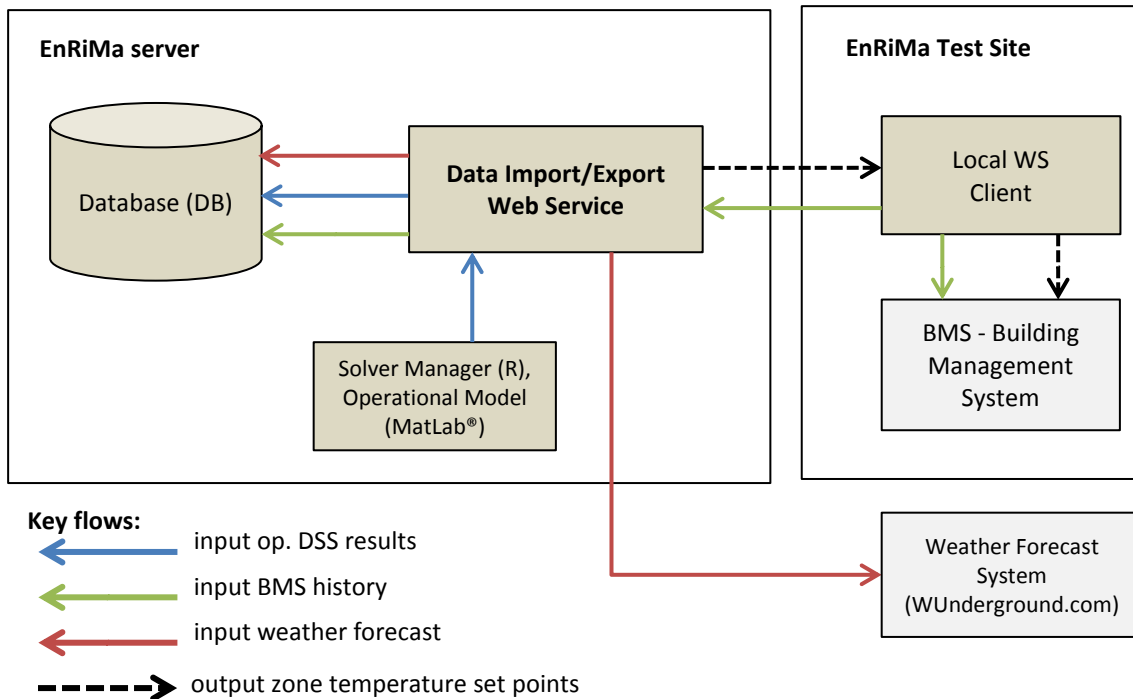 EnRiMa server
EnRiMa Test Site
Database (DB)
Data Import/Export
Web Service
Local WS
Client
Solver Manager (R),
Operational Model
(MatLab®)
BMS - Building
Management
System
Weather Forecast
System
(WUnderground.com)
Key flows:
input op. DSS results
input BMS history
input weather forecast
output zone temperature set points